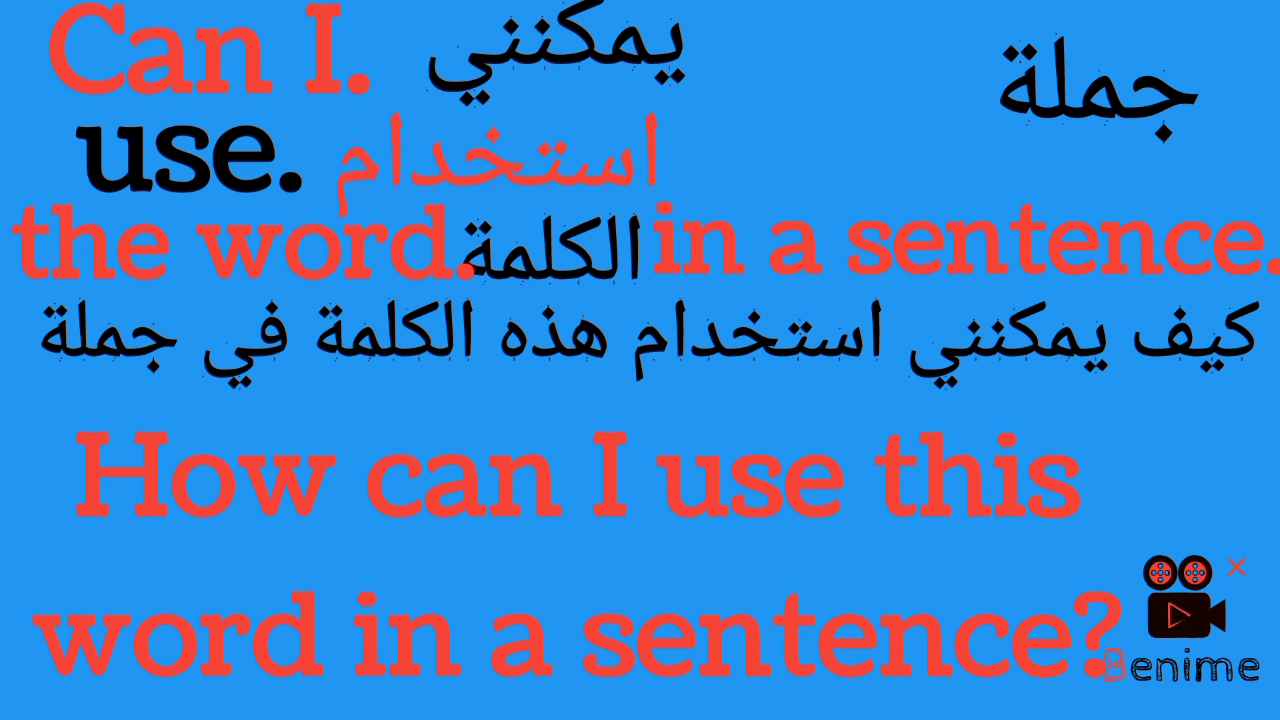 Can I. يمكنني جملة
use. استخدام
the word. الكلمة in a sentence.
كيف يمكنني استخدام هذه الكلمة في جملة
How can I use this
word in a sentence?
Benime